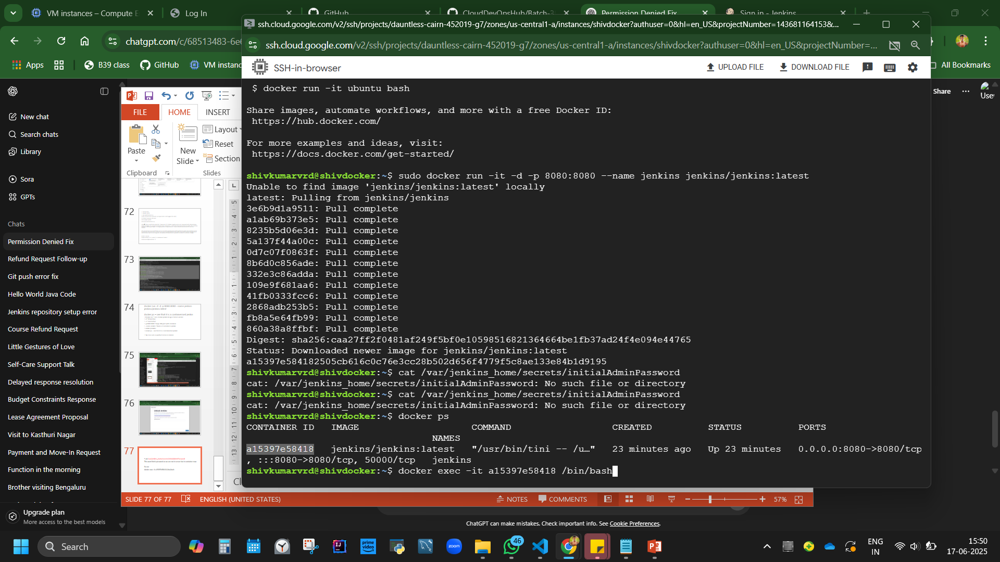 VM instances – Compute E
Log In
GitHub
CloudDevOpsHub/Batch-3
Permission Denied Fix
Sign in - Jenkins
ssh.cloud.google.com/v2/ssh/projects/dauntless-cairn-452019-g7/zones/us-central1-a/instances/shivdocker?authuser=0&hl=en_US&projectNumber=143681164153&...
chatgpt.com/c/68513483-6e
ssh.cloud.google.com/v2/ssh/projects/dauntless-cairn-452019-g7/zones/us-central1-a/instances/shivdocker?authuser=0&hl=en_US&projectNumber=...
Apps
B39 class
GitHub
VM instanc
All Bookmarks
SSH-in-browser
UPLOAD FILE
DOWNLOAD FILE
Share
User
New chat
Search chats
Library
Sora
GPTs
Chats
Permission Denied Fix
Refund Request Follow-up
Git push error fix
Hello World Java Code
Jenkins repository setup error
Course Refund Request
Little Gestures of Love
Self-Care Support Talk
Delayed response resolution
Budget Constraints Response
Lease Agreement Proposal
Visit to Kasthuri Nagar
Payment and Move-In Request
Function in the morning
Brother visiting Bengaluru
Upgrade plan
More access to the best models
FILE
HOME
INSERT
Paste
New
Slide
Layout
Reset
Section
Clipboard
Slides
72
73
74
75
76
77
$ docker run -it ubuntu bash
Share images, automate workflows, and more with a free Docker ID:
https://hub.docker.com/
For more examples and ideas, visit:
https://docs.docker.com/get-started/
shivkumarvrd@shivdocker:~$ sudo docker run -it -d -p 8080:8080 --name jenkins jenkins/jenkins:latest
Unable to find image 'jenkins/jenkins:latest' locally
latest: Pulling from jenkins/jenkins
3e6b9d1a9511: Pull complete
a1ab69b373e5: Pull complete
8235b5d06e3d: Pull complete
5a137f44a00c: Pull complete
0d7c07f0863f: Pull complete
8b6d0c856ade: Pull complete
332e3c86adda: Pull complete
109e9f681aa6: Pull complete
41fb0333fcc6: Pull complete
2868adb253b5: Pull complete
fb8a5e64fb99: Pull complete
860a38a8ffbf: Pull complete
Digest: sha256:caa27ff2f0481af249f5bf0e10598516821364664be1fb37ad24f4e094e44765
Status: Downloaded newer image for jenkins/jenkins:latest
a15397e584182505cb616c0c76e3cc28b502d656f4779f5c8ae133e84b1d9195
shivkumarvrd@shivdocker:~$ cat /var/jenkins_home/secrets/initialAdminPassword
cat: /var/jenkins_home/secrets/initialAdminPassword: No such file or directory
shivkumarvrd@shivdocker:~$ cat /var/jenkins_home/secrets/initialAdminPassword
cat: /var/jenkins_home/secrets/initialAdminPassword: No such file or directory
shivkumarvrd@shivdocker:~$ docker ps
CONTAINER ID   IMAGE   COMMAND   CREATED   STATUS   PORTS
NAMES
a15397e58418   jenkins/jenkins:latest   "/usr/bin/tini -- /u…"   23 minutes ago   Up 23 minutes   0.0.0.0:8080->8080/tcp
, :::8080->8080/tcp, 50000/tcp   jenkins
shivkumarvrd@shivdocker:~$ docker exec -it a15397e58418 /bin/bash
SLIDE 77 OF 77
ENGLISH (UNITED STATES)
NOTES
COMMENTS
57%
ChatGPT can make mistakes. Check important info. See Cookie Preferences.
Search
46
ENG
IN
15:50
17-06-2025